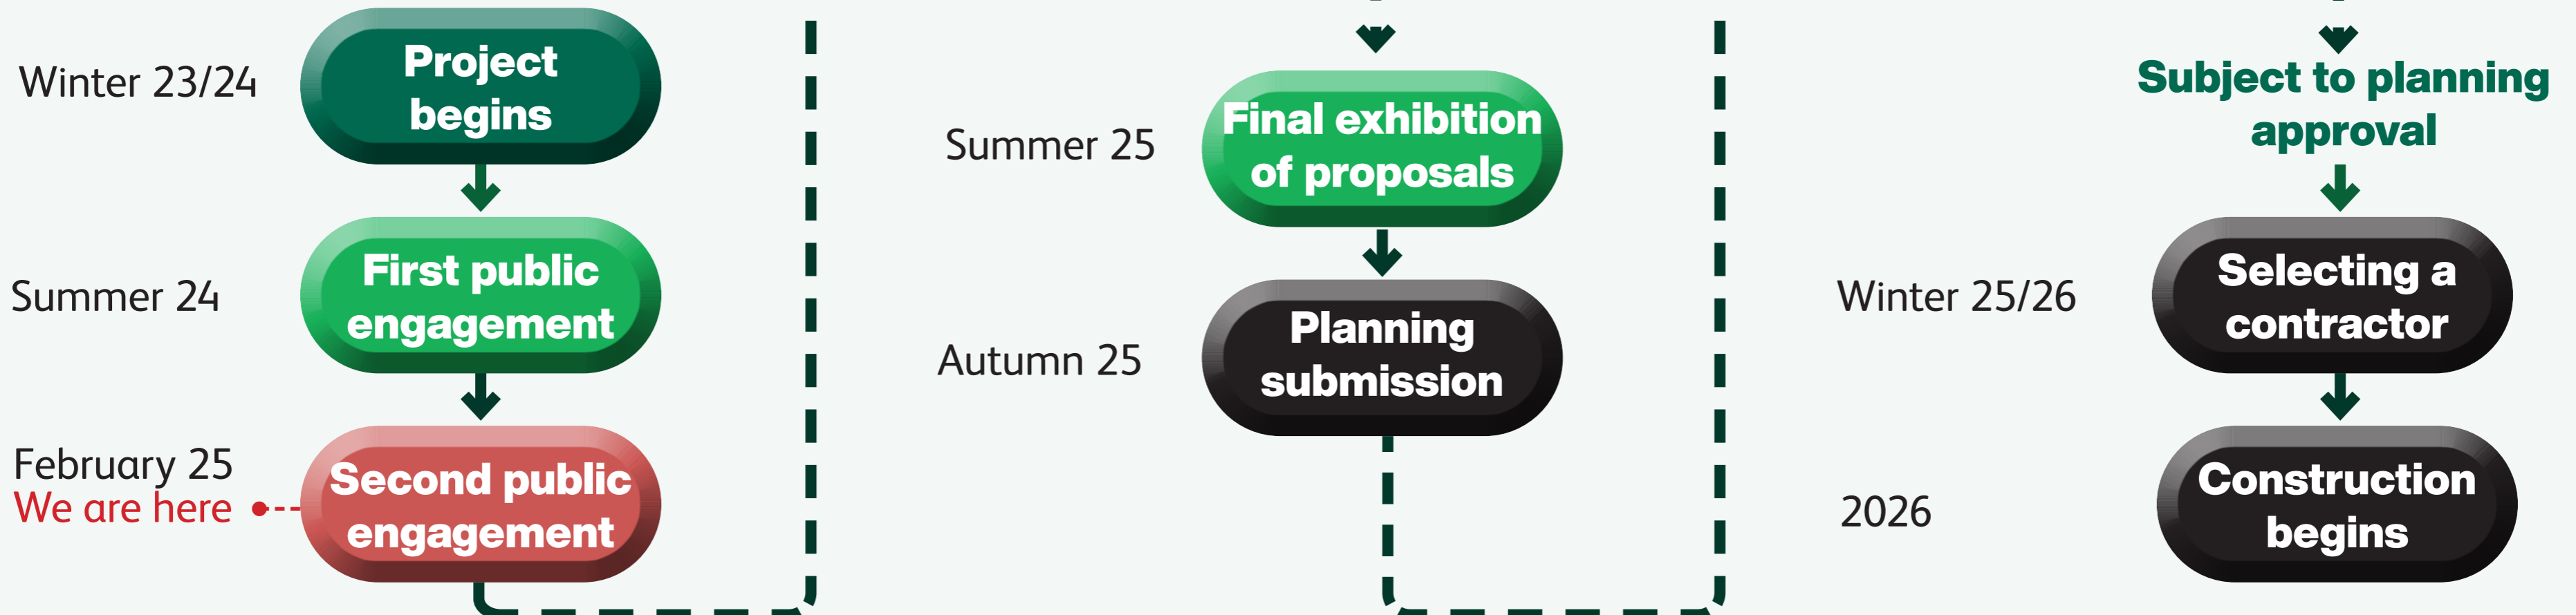 Winter 23/24
Project
begins
Summer 24
First public
engagement
February 25
We are here
Second public
engagement
Summer 25
Final exhibition
of proposals
Autumn 25
Planning
submission
Subject to planning
approval
Winter 25/26
Selecting a
contractor
2026
Construction
begins